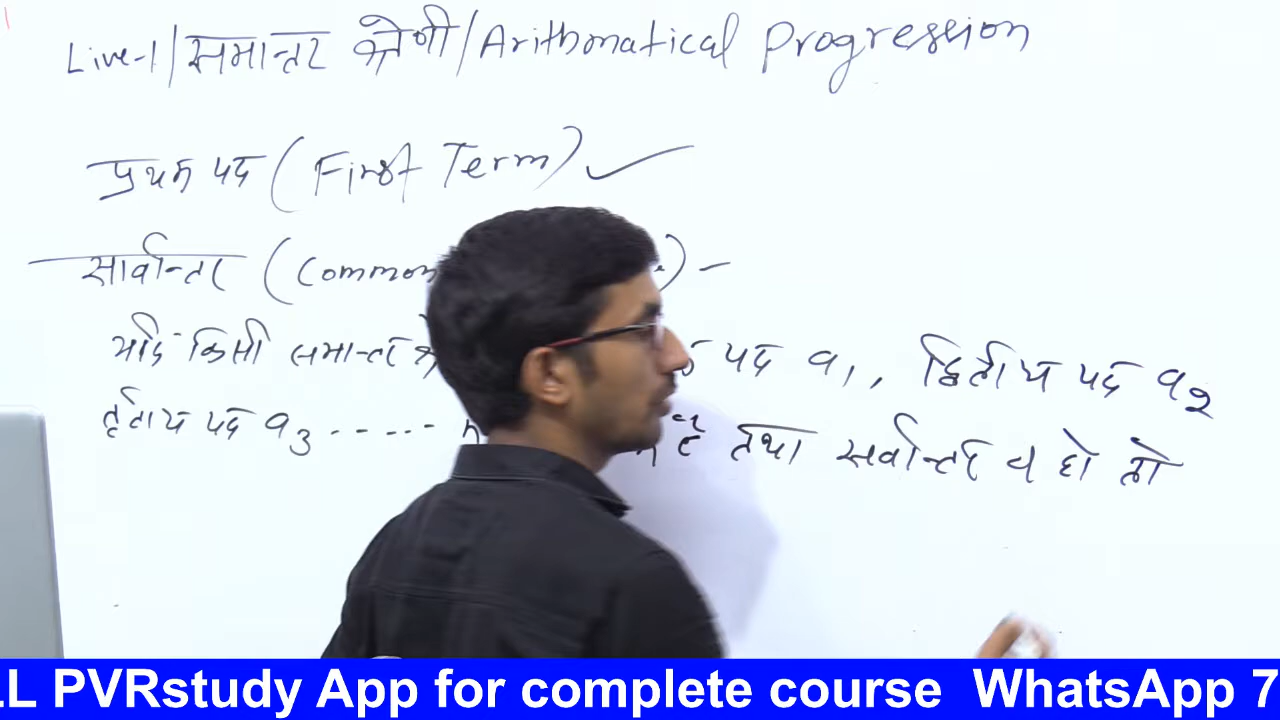 Live-1/समान्तर श्रेणी/Arithmatical Progression
प्रथम पद (First Term) ✓
सार्वान्तर (Common ) -
यदि किसी समान्तर पद a1, द्वितीय पद a2
तृतीय पद a3 ...... तथा सर्वान्तर d हो तो
LL PVRstudy App for complete course WhatsApp 7